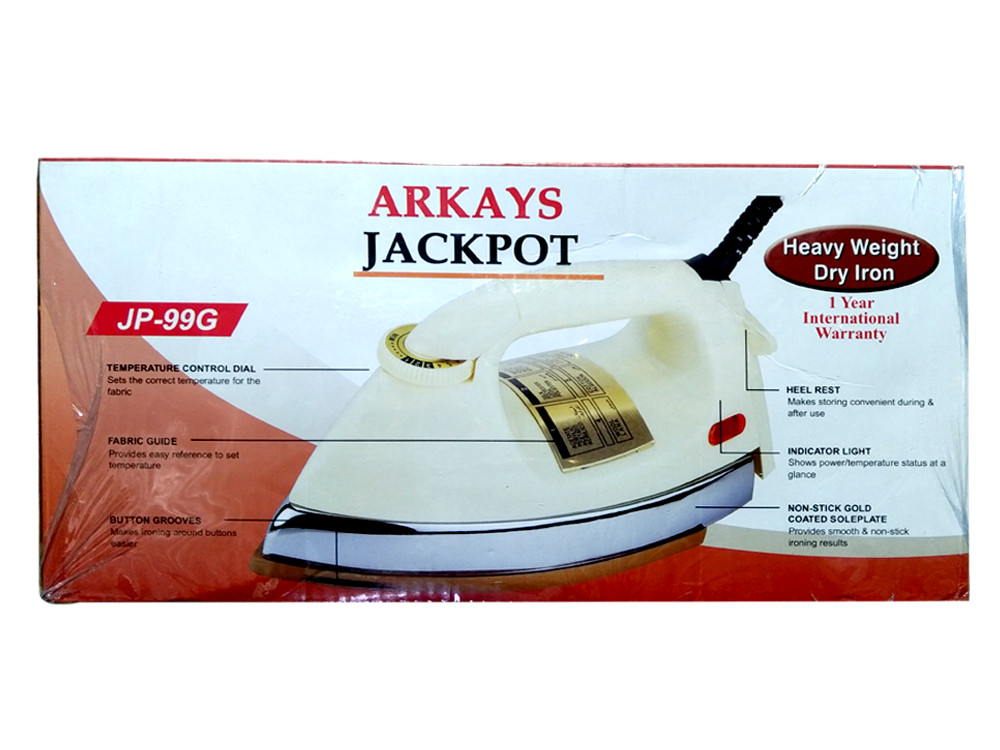 ARKAYS
JACKPOT
Heavy Weight
Dry Iron
1 Year
International
Warranty
JP-99G
TEMPERATURE CONTROL DIAL
Sets the correct temperature for the
fabric
FABRIC GUIDE
Provides easy reference to set
temperature
BUTTON GROOVES
Makes ironing around buttons
easier
HEEL REST
Makes storing convenient during &
after use
INDICATOR LIGHT
Shows power/temperature status at a
glance
NON-STICK GOLD
COATED SOLEPLATE
Provides smooth & non-stick
ironing results